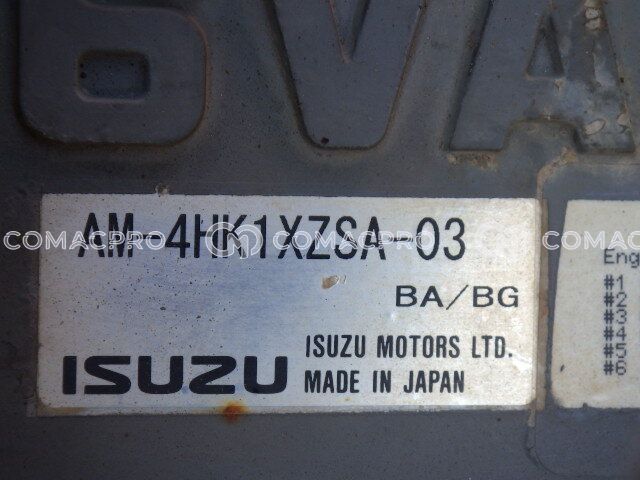 6VA
AM-4HK1XZSA-03
BA/BG
ISUZU
ISUZU MOTORS LTD.
MADE IN JAPAN
Eng
#1
#2
#3
#4
#5
#6
COMACPRO COMACPRO COMACPRO